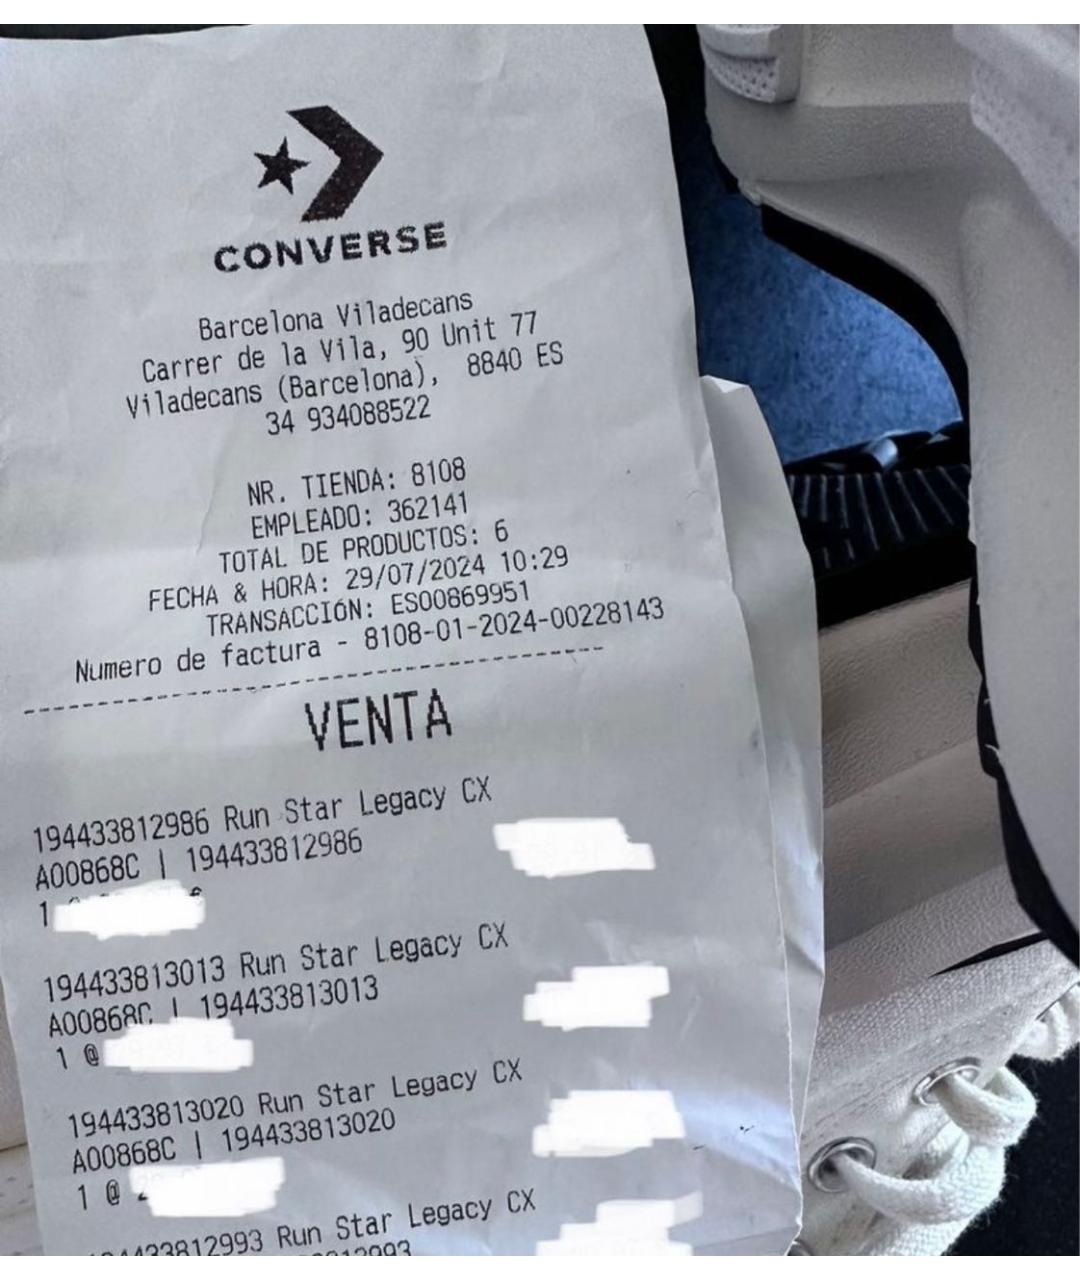 CONVERSE
Barcelona Viladecans
Carrer de la Vila, 90 Unit 77
Viladecans (Barcelona), 8840 ES
34 934088522
NR. TIENDA: 8108
EMPLEADO: 362141
TOTAL DE PRODUCTOS: 6
FECHA & HORA: 29/07/2024 10:29
TRANSACCIÓN: ES00869951
Numero de factura - 8108-01-2024-00228143
VENTA
194433812986 Run Star Legacy CX
A00868C | 194433812986
1
194433813013 Run Star Legacy CX
A00868C | 194433813013
1 @
194433813020 Run Star Legacy CX
A00868C | 194433813020
1 @
Run Star Legacy CX